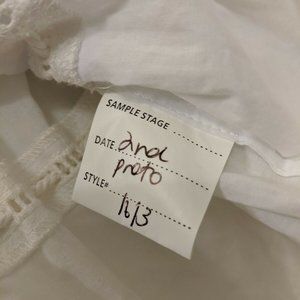 SAMPLE STAGE
DATE 2nd
proto
STYLE# 1613